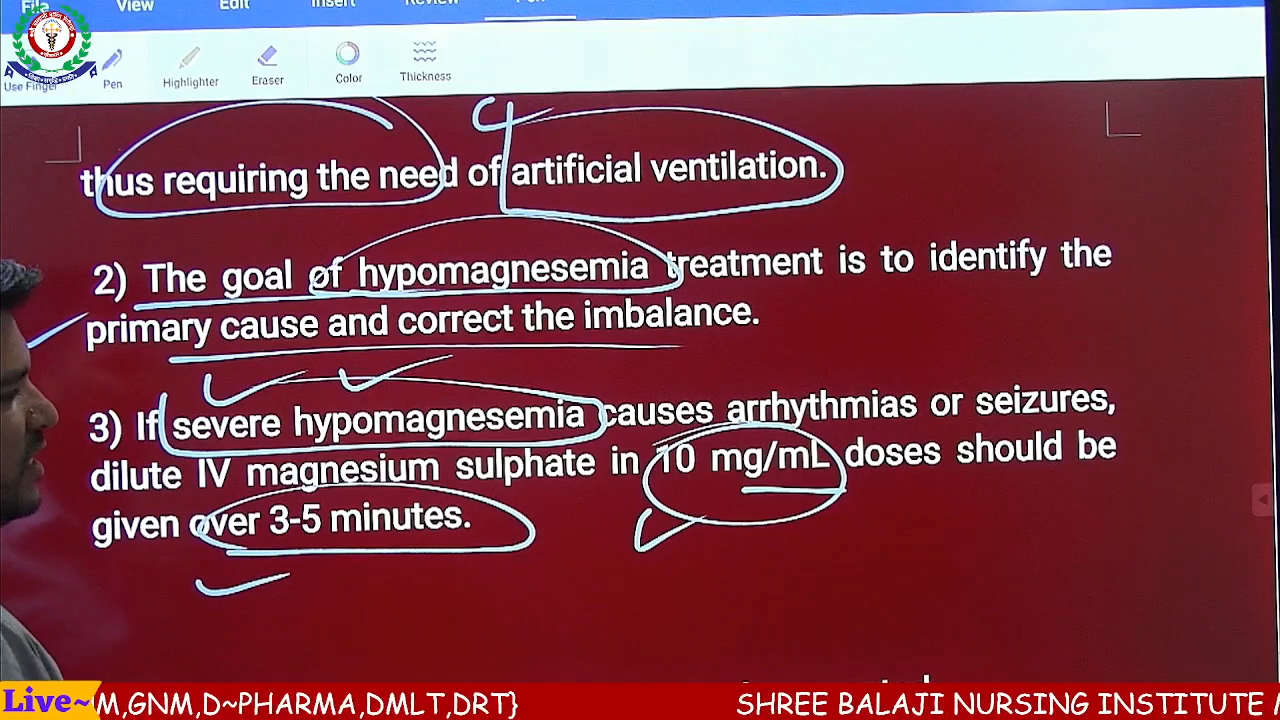 File View Edit Insert Review Pen
Use Finger Pen Highlighter Eraser Color Thickness
thus requiring the need of artificial ventilation.
2) The goal of hypomagnesemia treatment is to identify the
primary cause and correct the imbalance.
3) If severe hypomagnesemia causes arrhythmias or seizures,
dilute IV magnesium sulphate in 10 mg/mL doses should be
given over 3-5 minutes.
Live~ M,GNM,D~PHARMA,DMLT,DRT} SHREE BALAJI NURSING INSTITUTE